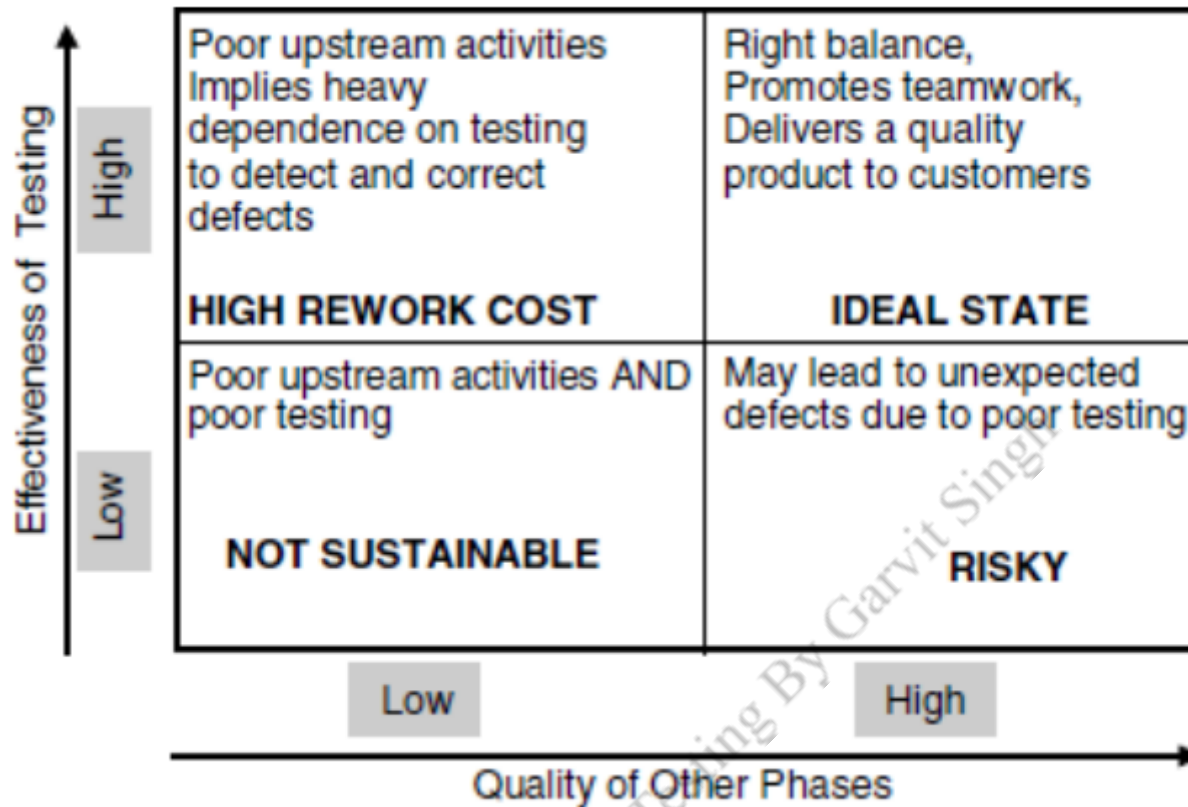 Effectiveness of Testing
High
Low
Poor upstream activities
Implies heavy
dependence on testing
to detect and correct
defects
HIGH REWORK COST
Right balance,
Promotes teamwork,
Delivers a quality
product to customers
IDEAL STATE
Poor upstream activities AND
poor testing
NOT SUSTAINABLE
May lead to unexpected
defects due to poor testing
RISKY
Low
High
Quality of Other Phases
By Garvit Singh